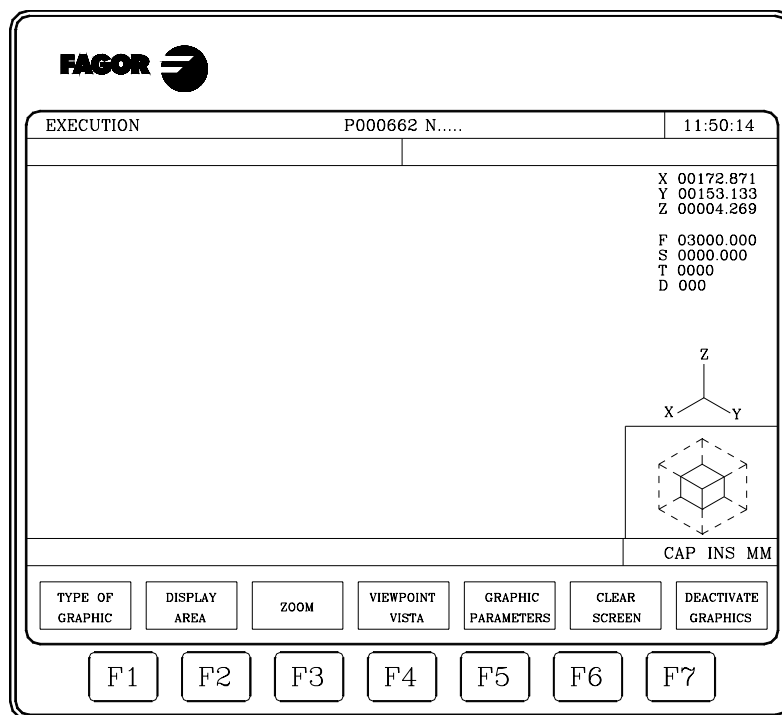 FAGOR
EXECUTION P000662 N..... 11:50:14
X 00172.871
Y 00153.133
Z 00004.269
F 03000.000
S 0000.000
T 0000
D 000
Z
X Y
CAP INS MM
TYPE OF GRAPHIC
DISPLAY AREA
ZOOM
VIEWPOINT VISTA
GRAPHIC PARAMETERS
CLEAR SCREEN
DEACTIVATE GRAPHICS
F1 F2 F3 F4 F5 F6 F7